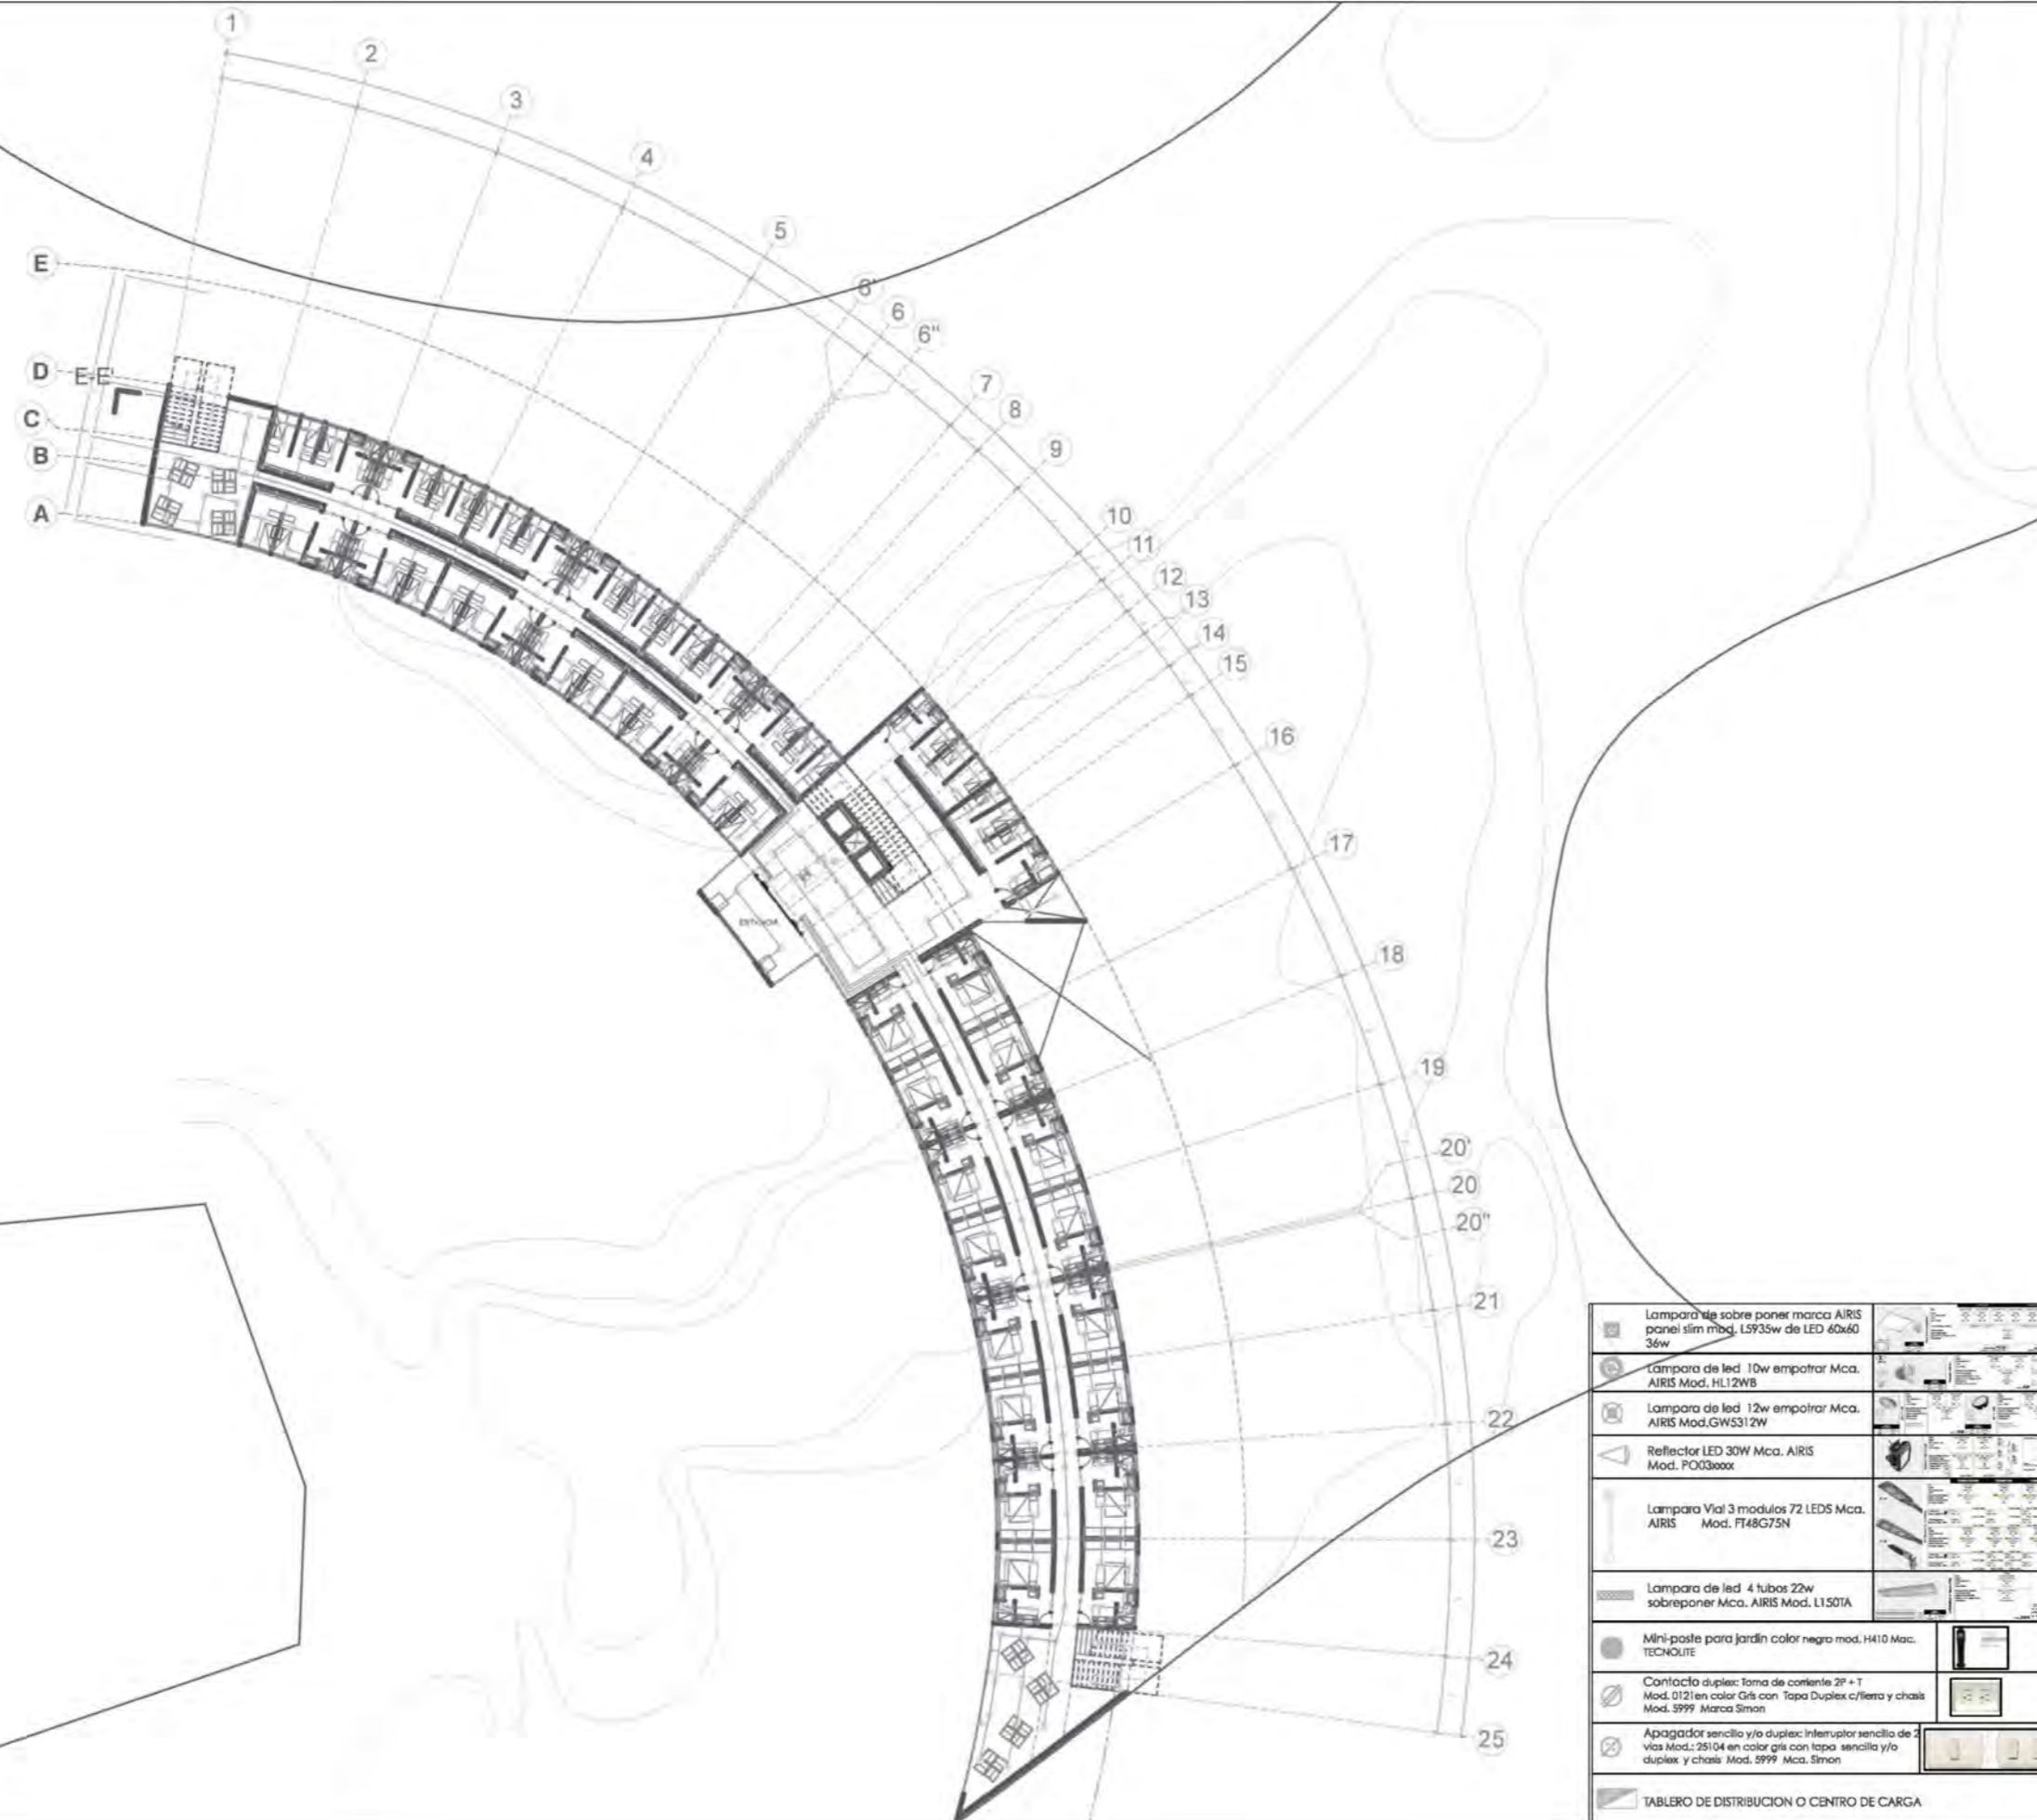 1
2
3
4
5
6'
6
6"
7
8
9
10
11
12
13
14
15
16
17
18
19
20'
20
20"
21
22
23
24
25
E
D
E-E'
C
B
A
Lampara de sobre poner marca AIRIS
panel slim mod. L5935w de LED 60x60
36w
Lampara de led 10w empotrar Mca.
AIRIS Mod. HL12WB
Lampara de led 12w empotrar Mca.
AIRIS Mod.GW5312W
Reflector LED 30W Mca. AIRIS
Mod. PO03xxxx
Lampara Vial 3 modulos 72 LEDS Mca.
AIRIS Mod. FT48G75N
Lampara de led 4 tubos 22w
sobreponer Mca. AIRIS Mod. L150TA
Mini-poste para jardin color negro mod. H410 Mac.
TECNOLITE
Contacto duplex: Toma de corriente 2P + T
Mod. 0121en color Gris con Tapa Duplex c/tierra y chasis
Mod. 5999 Marca Simon
Apagador sencillo y/o duplex: Interruptor sencillo de 2
vias Mod.: 25104 en color gris con tapa sencilla y/o
duplex y chasis Mod. 5999 Mca. Simon
TABLERO DE DISTRIBUCION O CENTRO DE CARGA